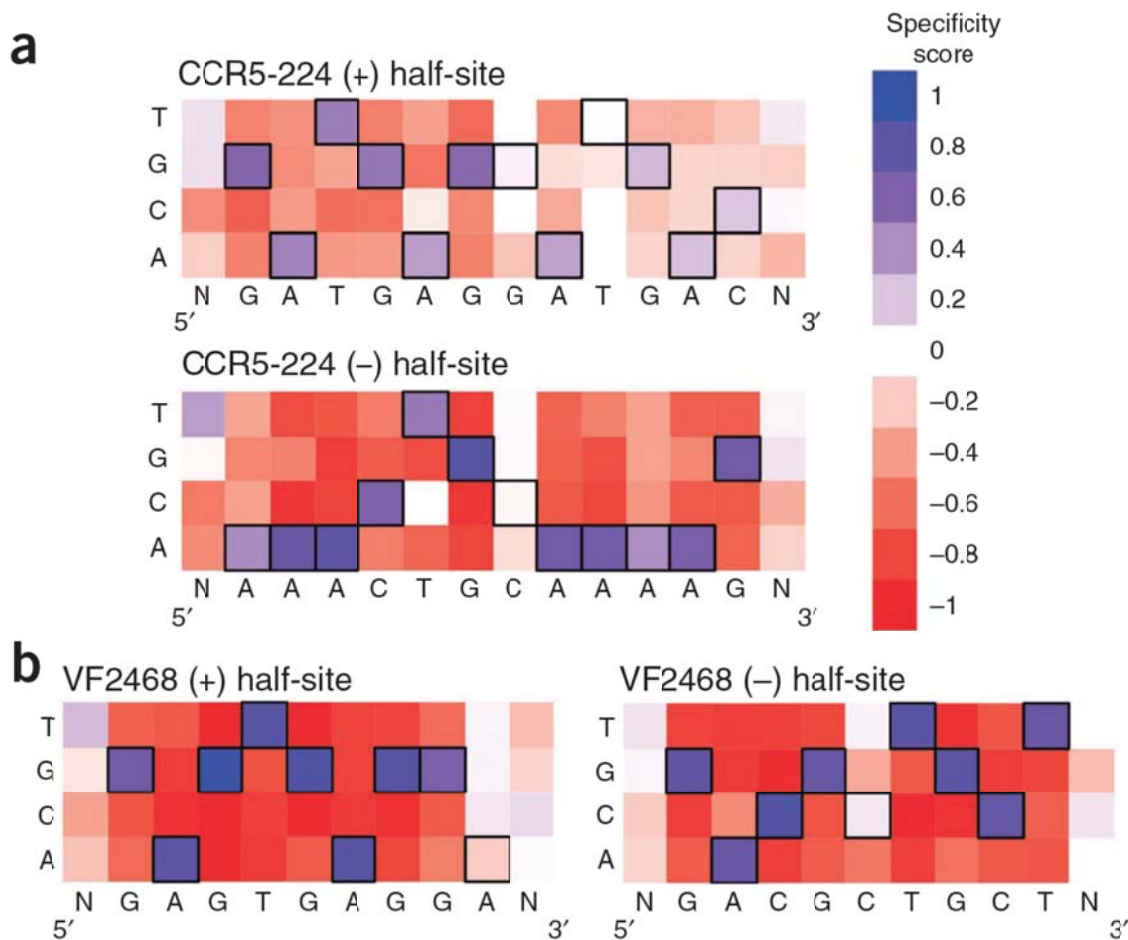 a
CCR5-224 (+) half-site
T
G
C
A
N G A T G A G G A T G A C N
5′ 3′
CCR5-224 (–) half-site
T
G
C
A
N A A A C T G C A A A A G N
5′ 3′
Specificity
score
1
0.8
0.6
0.4
0.2
0
–0.2
–0.4
–0.6
–0.8
–1
b
VF2468 (+) half-site
T
G
C
A
N G A G T G A G G A N
5′ 3′
VF2468 (–) half-site
T
G
C
A
N G A C G C T G C T N
5′ 3′